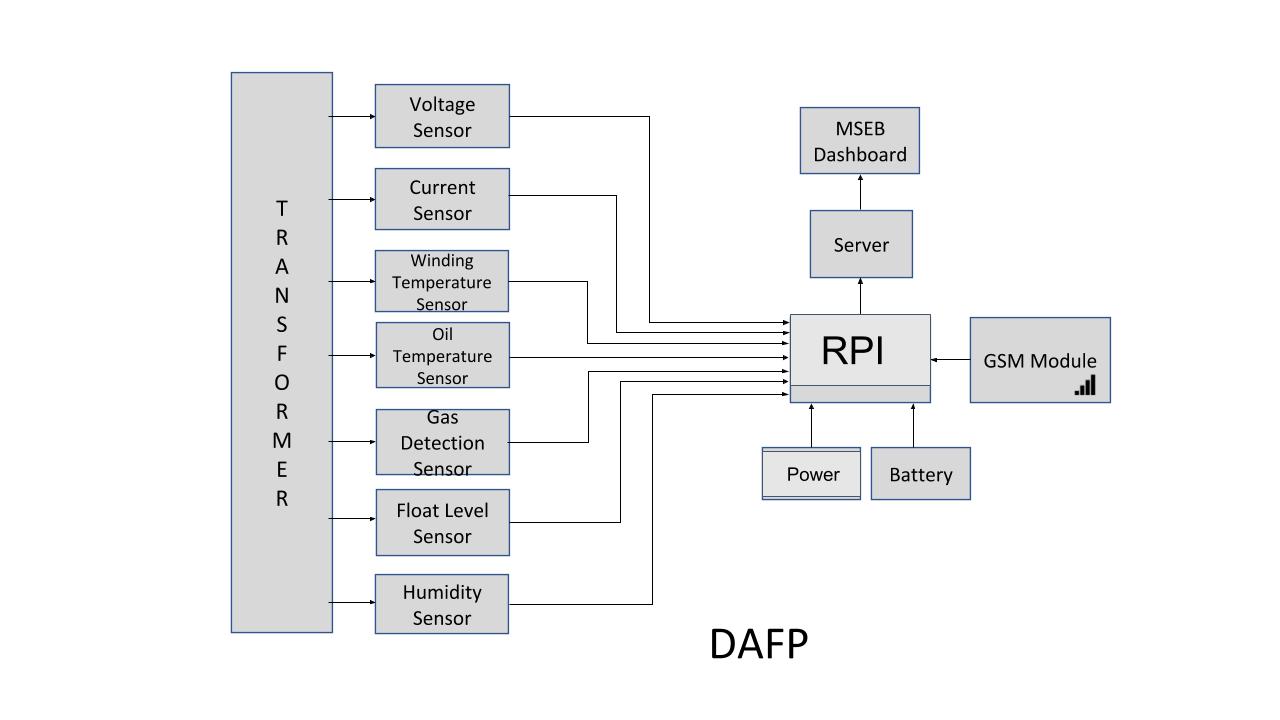 T
R
A
N
S
F
O
R
M
E
R
Voltage
Sensor
Current
Sensor
Winding
Temperature
Sensor
Oil
Temperature
Sensor
Gas
Detection
Sensor
Float Level
Sensor
Humidity
Sensor
MSEB
Dashboard
Server
RPI
GSM Module
Power
Battery
DAFP